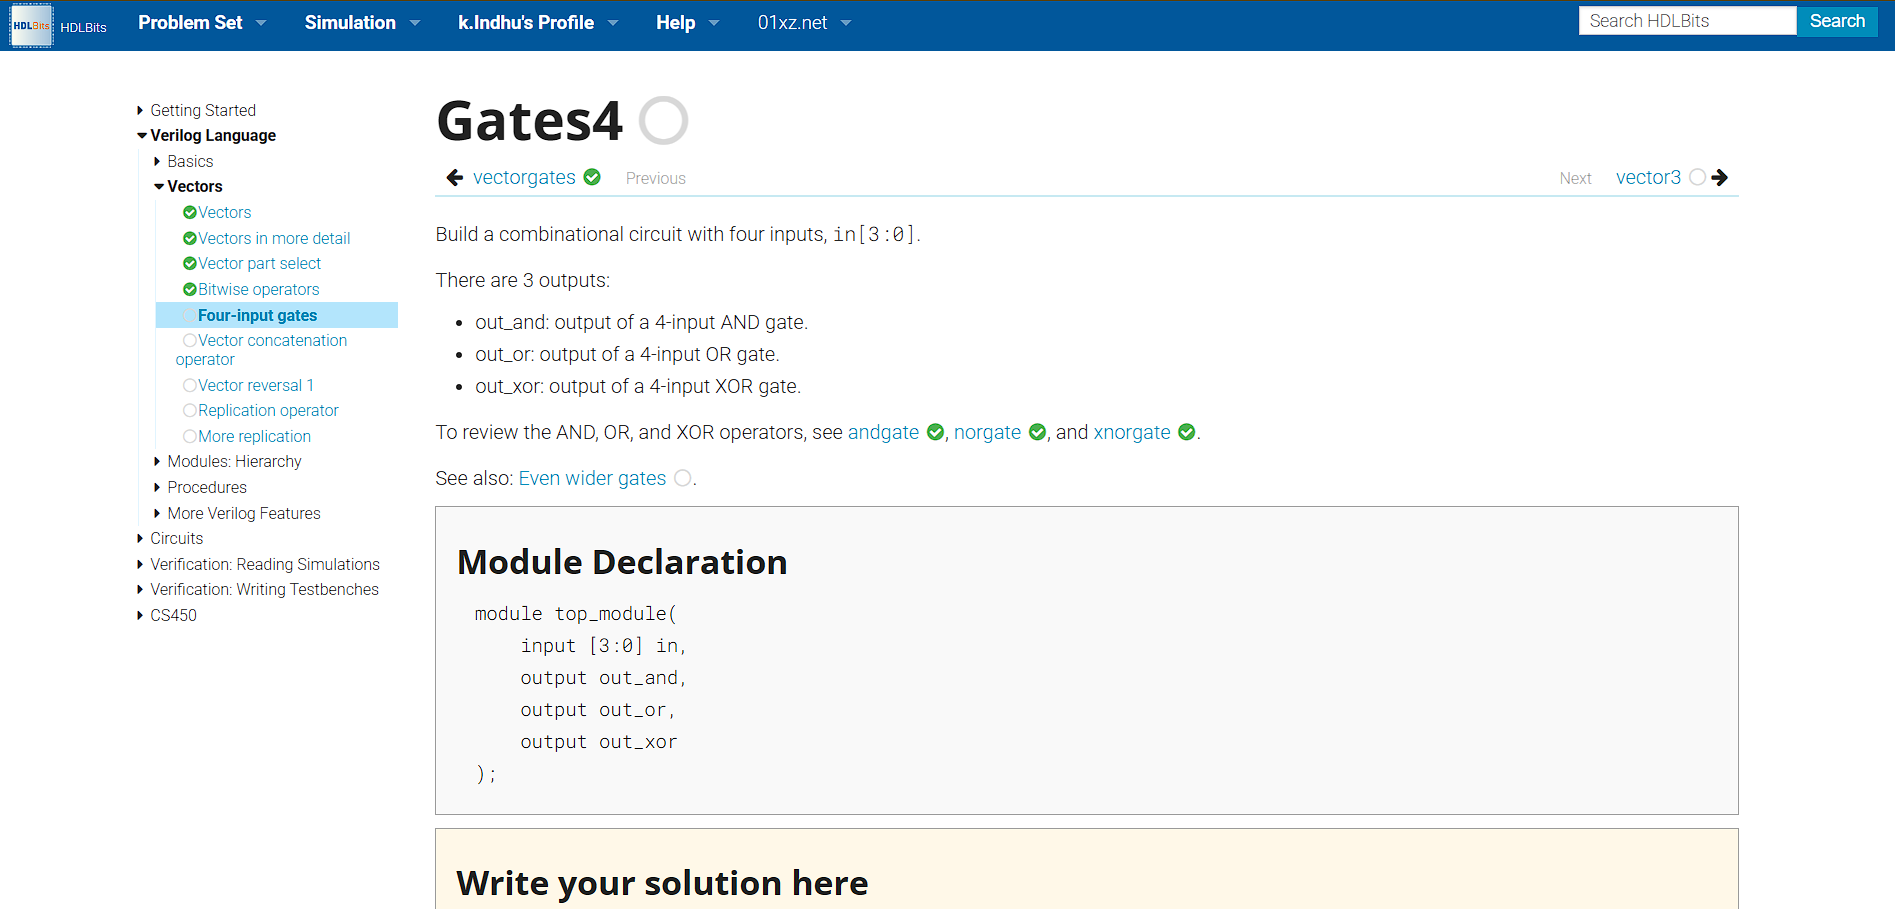 HDLBits HDLBits Problem Set Simulation k.Indhu's Profile Help 01xz.net Search HDLBits Search
Getting Started
Verilog Language
Basics
Vectors
Vectors
Vectors in more detail
Vector part select
Bitwise operators
Four-input gates
Vector concatenation
operator
Vector reversal 1
Replication operator
More replication
Modules: Hierarchy
Procedures
More Verilog Features
Circuits
Verification: Reading Simulations
Verification: Writing Testbenches
CS450
Gates4
vectorgates Previous Next vector3
Build a combinational circuit with four inputs, in[3:0].
There are 3 outputs:
• out_and: output of a 4-input AND gate.
• out_or: output of a 4-input OR gate.
• out_xor: output of a 4-input XOR gate.
To review the AND, OR, and XOR operators, see andgate , norgate , and xnorgate .
See also: Even wider gates .
Module Declaration
module top_module(
    input [3:0] in,
    output out_and,
    output out_or,
    output out_xor
);
Write your solution here